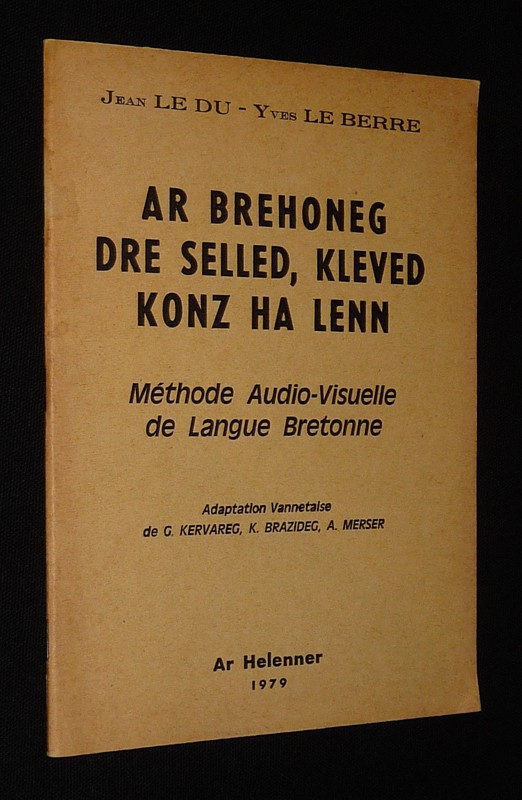 Jean LE DU - Yves LE BERRE
AR BREHONEG
DRE SELLED, KLEVED
KONZ HA LENN
Méthode Audio-Visuelle
de Langue Bretonne
Adaptation Vannetaise
de G. KERVAREG, K. BRAZIDEG, A. MERSER
Ar Helenner
1979